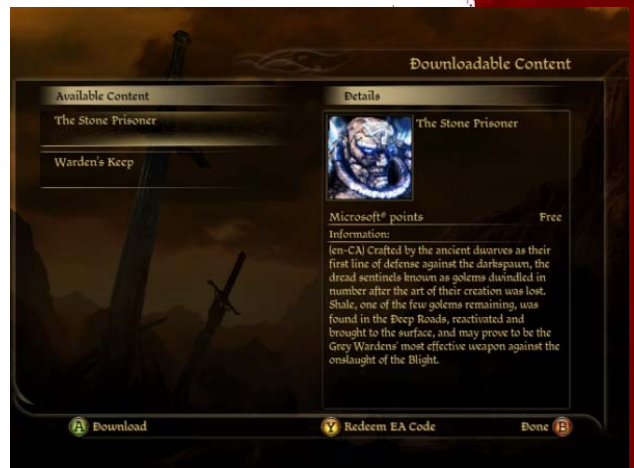 Downloadable Content
Available Content
The Stone Prisoner
Warden's Keep
Details
The Stone Prisoner
Microsoft® points Free
Information:
(en-CA) Crafted by the ancient dwarves as their
first line of defense against the darkspawn, the
dread sentinels known as golems dwindled in
number after the art of their creation was lost.
Shale, one of the few golems remaining, was
found in the Deep Roads, reactivated and
brought to the surface, and may prove to be the
Grey Wardens' most effective weapon against the
onslaught of the Blight.
A Download
Y Redeem EA Code
Done B